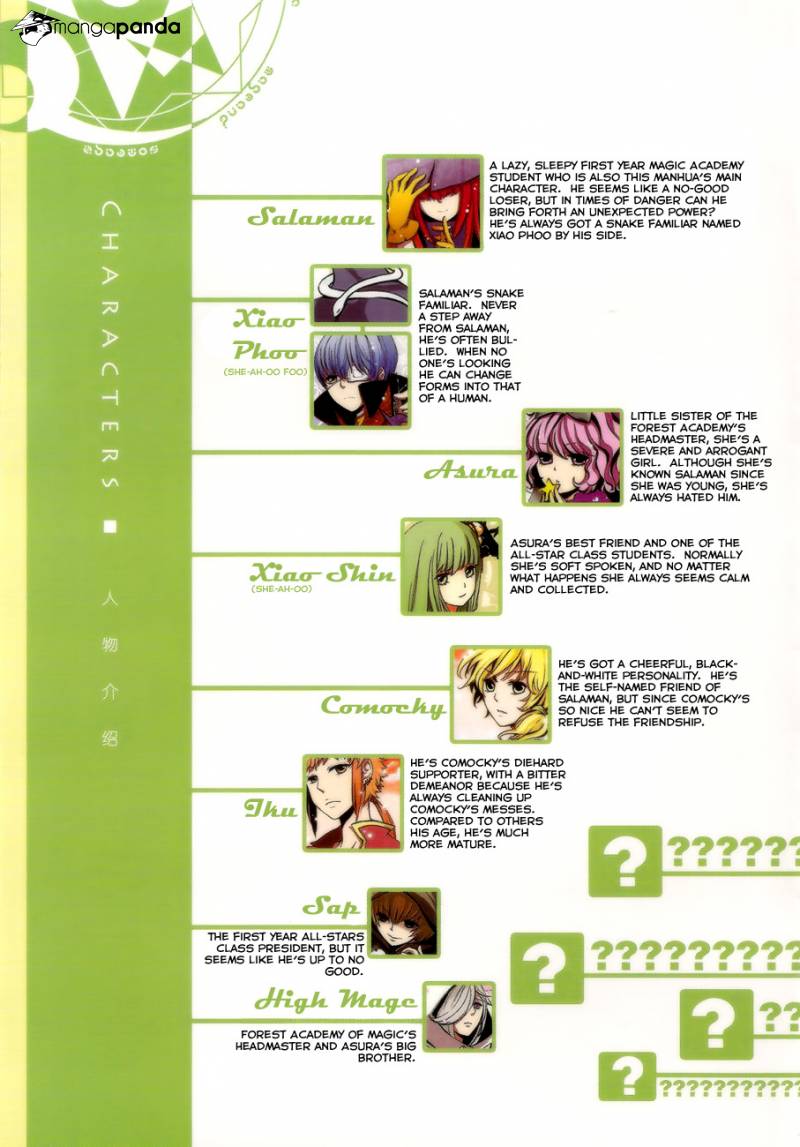 mangapanda
CHARACTERS ■ 人物介绍
Salaman
A LAZY, SLEEPY FIRST YEAR MAGIC ACADEMY
STUDENT WHO IS ALSO THIS MANHUA'S MAIN
CHARACTER. HE SEEMS LIKE A NO-GOOD
LOSER, BUT IN TIMES OF DANGER CAN HE
BRING FORTH AN UNEXPECTED POWER?
HE'S ALWAYS GOT A SNAKE FAMILIAR NAMED
XIAO PHOO BY HIS SIDE.
Xiao
Phoo
(SHE-AH-OO FOO)
SALAMAN'S SNAKE
FAMILIAR. NEVER
A STEP AWAY
FROM SALAMAN,
HE'S OFTEN BUL-
LIED. WHEN NO
ONE'S LOOKING
HE CAN CHANGE
FORMS INTO THAT
OF A HUMAN.
Asura
LITTLE SISTER OF THE
FOREST ACADEMY'S
HEADMASTER, SHE'S A
SEVERE AND ARROGANT
GIRL. ALTHOUGH SHE'S
KNOWN SALAMAN SINCE
SHE WAS YOUNG, SHE'S
ALWAYS HATED HIM.
Xiao Shin
(SHE-AH-OO)
ASURA'S BEST FRIEND AND ONE OF THE
ALL-STAR CLASS STUDENTS. NORMALLY
SHE'S SOFT SPOKEN, AND NO MATTER
WHAT HAPPENS SHE ALWAYS SEEMS CALM
AND COLLECTED.
Comocky
HE'S GOT A CHEERFUL, BLACK-
AND-WHITE PERSONALITY. HE'S
THE SELF-NAMED FRIEND OF
SALAMAN, BUT SINCE COMOCKY'S
SO NICE HE CAN'T SEEM TO
REFUSE THE FRIENDSHIP.
Iku
HE'S COMOCKY'S DIEHARD
SUPPORTER, WITH A BITTER
DEMEANOR BECAUSE HE'S
ALWAYS CLEANING UP
COMOCKY'S MESSES.
COMPARED TO OTHERS
HIS AGE, HE'S MUCH
MORE MATURE.
Sap
THE FIRST YEAR ALL-STARS
CLASS PRESIDENT, BUT IT
SEEMS LIKE HE'S UP TO NO
GOOD.
High Mage
FOREST ACADEMY OF MAGIC'S
HEADMASTER AND ASURA'S BIG
BROTHER.
? ??????
? ?????????
? ??
? ????????????